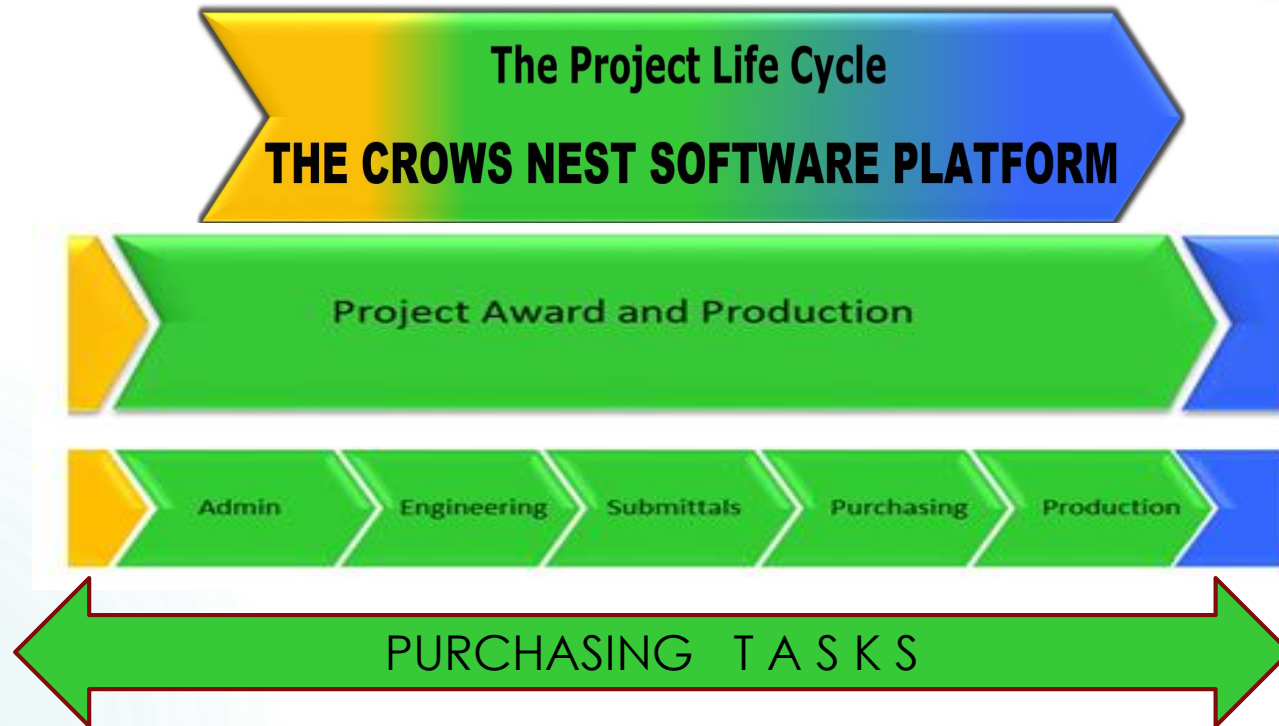 The Project Life Cycle
THE CROWS NEST SOFTWARE PLATFORM
Project Award and Production
Admin Engineering Submittals Purchasing Production
PURCHASING T A S K S